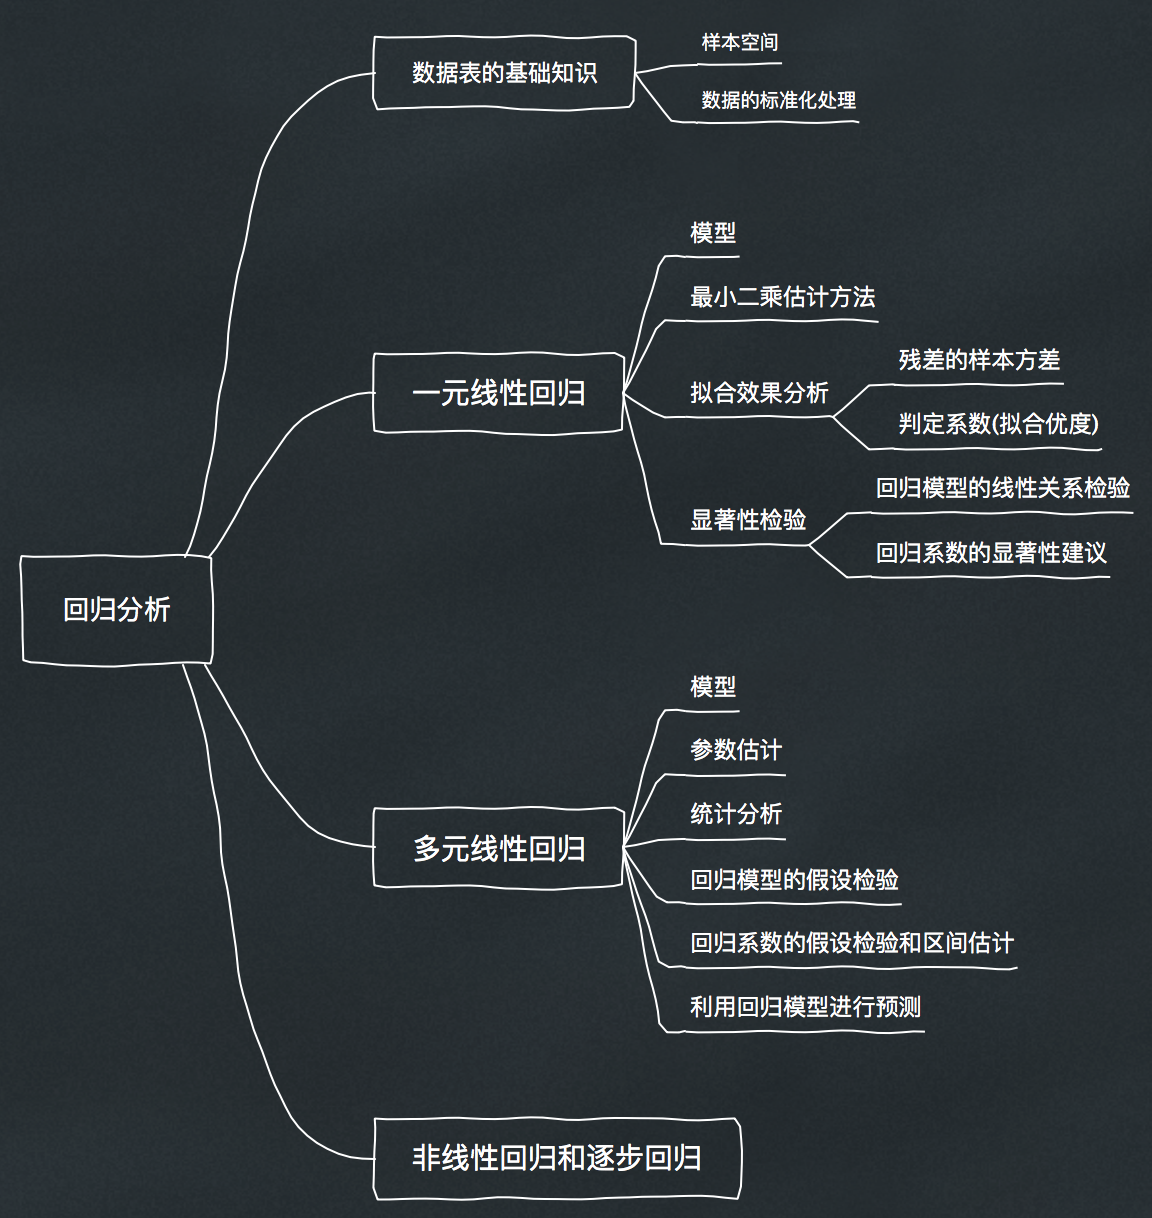 数据表的基础知识
样本空间
数据的标准化处理
一元线性回归
模型
最小二乘估计方法
拟合效果分析
残差的样本方差
判定系数(拟合优度)
显著性检验
回归模型的线性关系检验
回归系数的显著性建议
回归分析
多元线性回归
模型
参数估计
统计分析
回归模型的假设检验
回归系数的假设检验和区间估计
利用回归模型进行预测
非线性回归和逐步回归